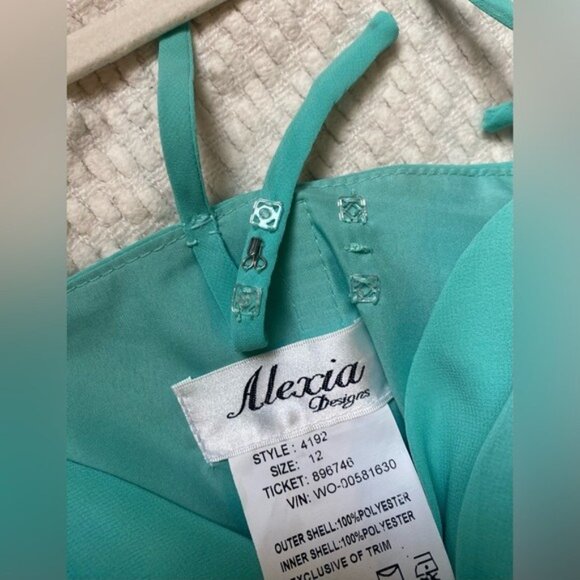 Alexia
Designs
STYLE : 4192
SIZE: 12
TICKET: 896746
VIN: WO-00581630
OUTER SHELL:100%POLYESTER
INNER SHELL:100%POLYESTER
EXCLUSIVE OF TRIM